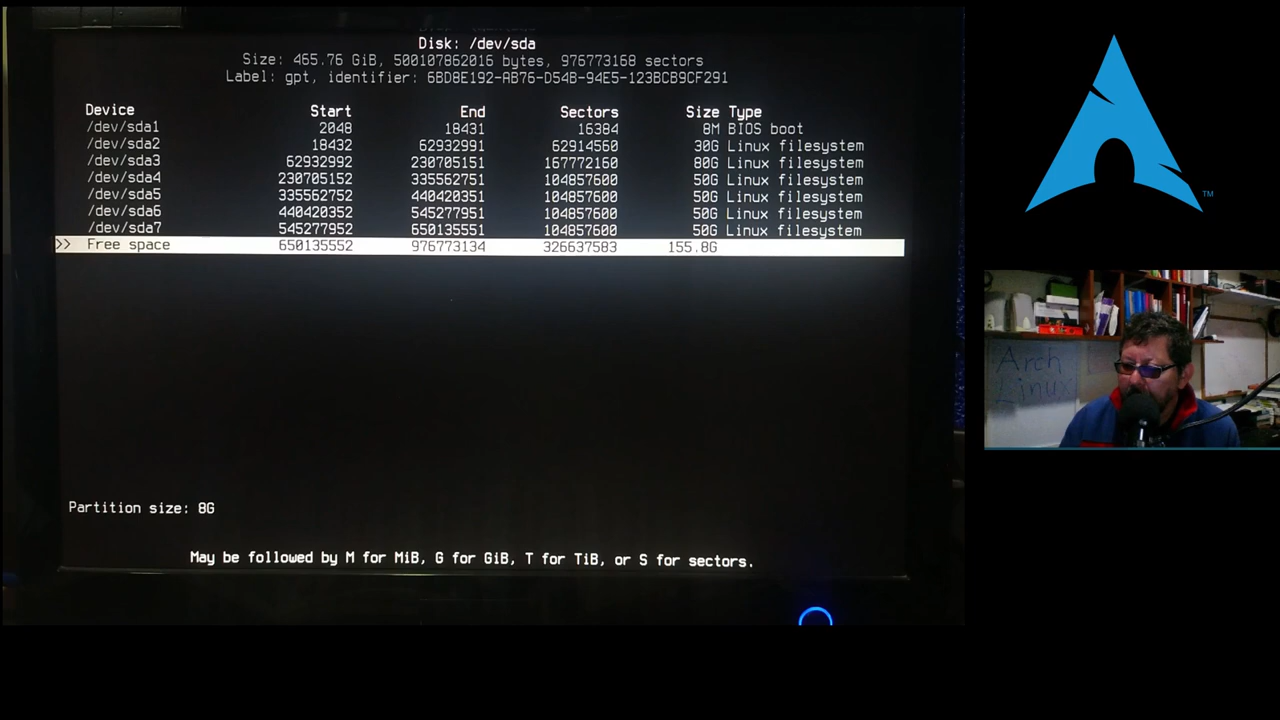 Disk: /dev/sda
Size: 465.76 GiB, 500107862016 bytes, 976773168 sectors
Label: gpt, identifier: 6BD8E192-AB76-D54B-94E5-123BCB9CF291
Device Start End Sectors Size Type
/dev/sda1 2048 18431 16384 8M BIOS boot
/dev/sda2 18432 62932991 62914560 30G Linux filesystem
/dev/sda3 62932992 230705151 167772160 80G Linux filesystem
/dev/sda4 230705152 335562751 104857600 50G Linux filesystem
/dev/sda5 335562752 440420351 104857600 50G Linux filesystem
/dev/sda6 440420352 545277951 104857600 50G Linux filesystem
/dev/sda7 545277952 650135551 104857600 50G Linux filesystem
>> Free space 650135552 976773134 326637583 155.8G
Partition size: 8G
May be followed by M for MiB, G for GiB, T for TiB, or S for sectors.
TM
Arch
Linux